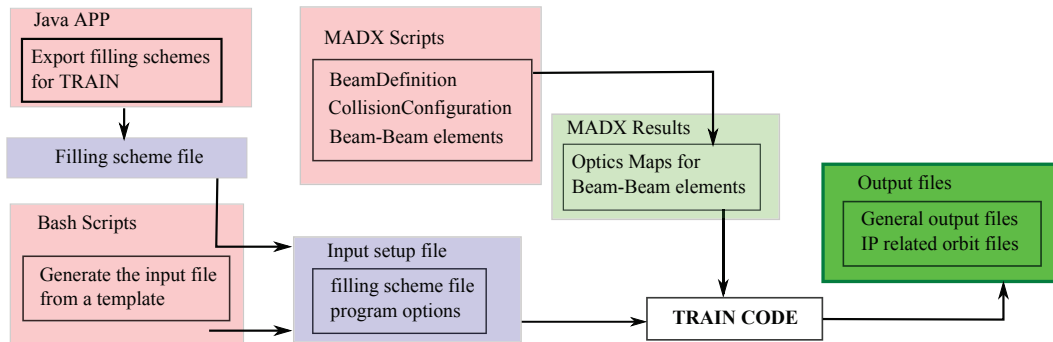 Java APP
Export filling schemes
for TRAIN
Filling scheme file
Bash Scripts
Generate the input file
from a template
MADX Scripts
BeamDefinition
CollisionConfiguration
Beam-Beam elements
Input setup file
filling scheme file
program options
MADX Results
Optics Maps for
Beam-Beam elements
TRAIN CODE
Output files
General output files
IP related orbit files